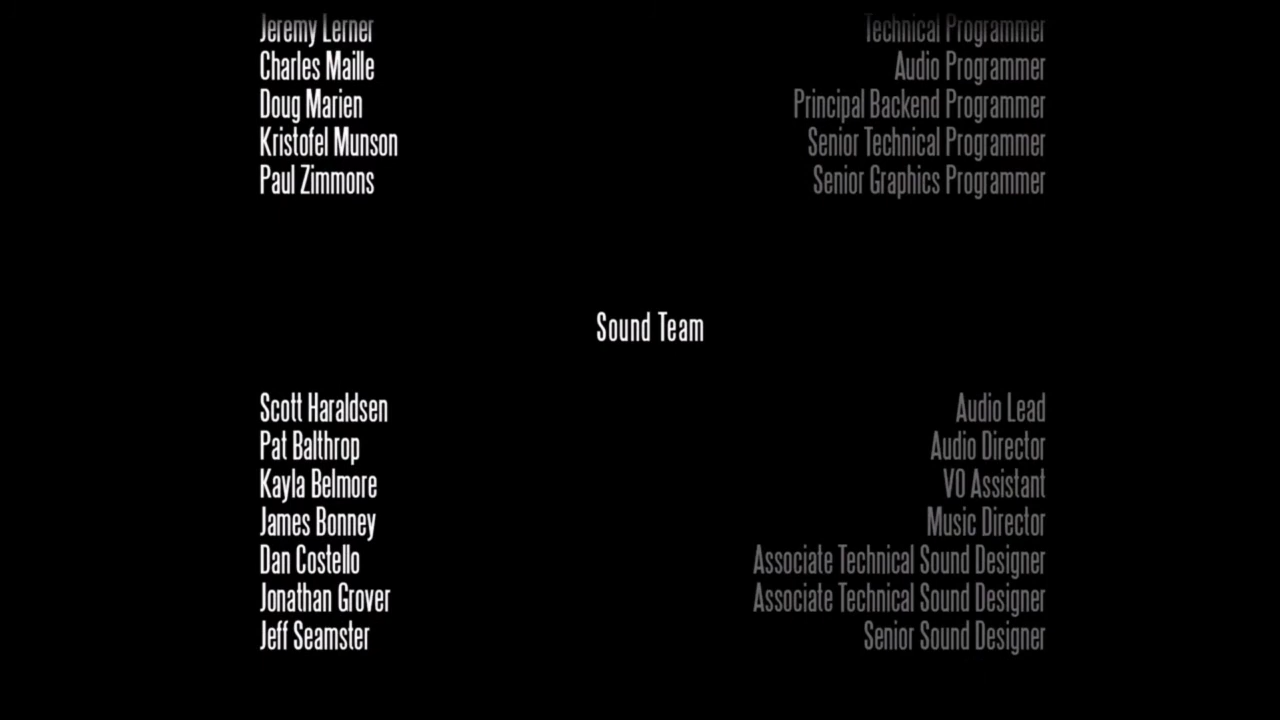 Jeremy Lerner Technical Programmer
Charles Maille Audio Programmer
Doug Marien Principal Backend Programmer
Kristofel Munson Senior Technical Programmer
Paul Zimmons Senior Graphics Programmer
Sound Team
Scott Haraldsen Audio Lead
Pat Balthrop Audio Director
Kayla Belmore VO Assistant
James Bonney Music Director
Dan Costello Associate Technical Sound Designer
Jonathan Grover Associate Technical Sound Designer
Jeff Seamster Senior Sound Designer